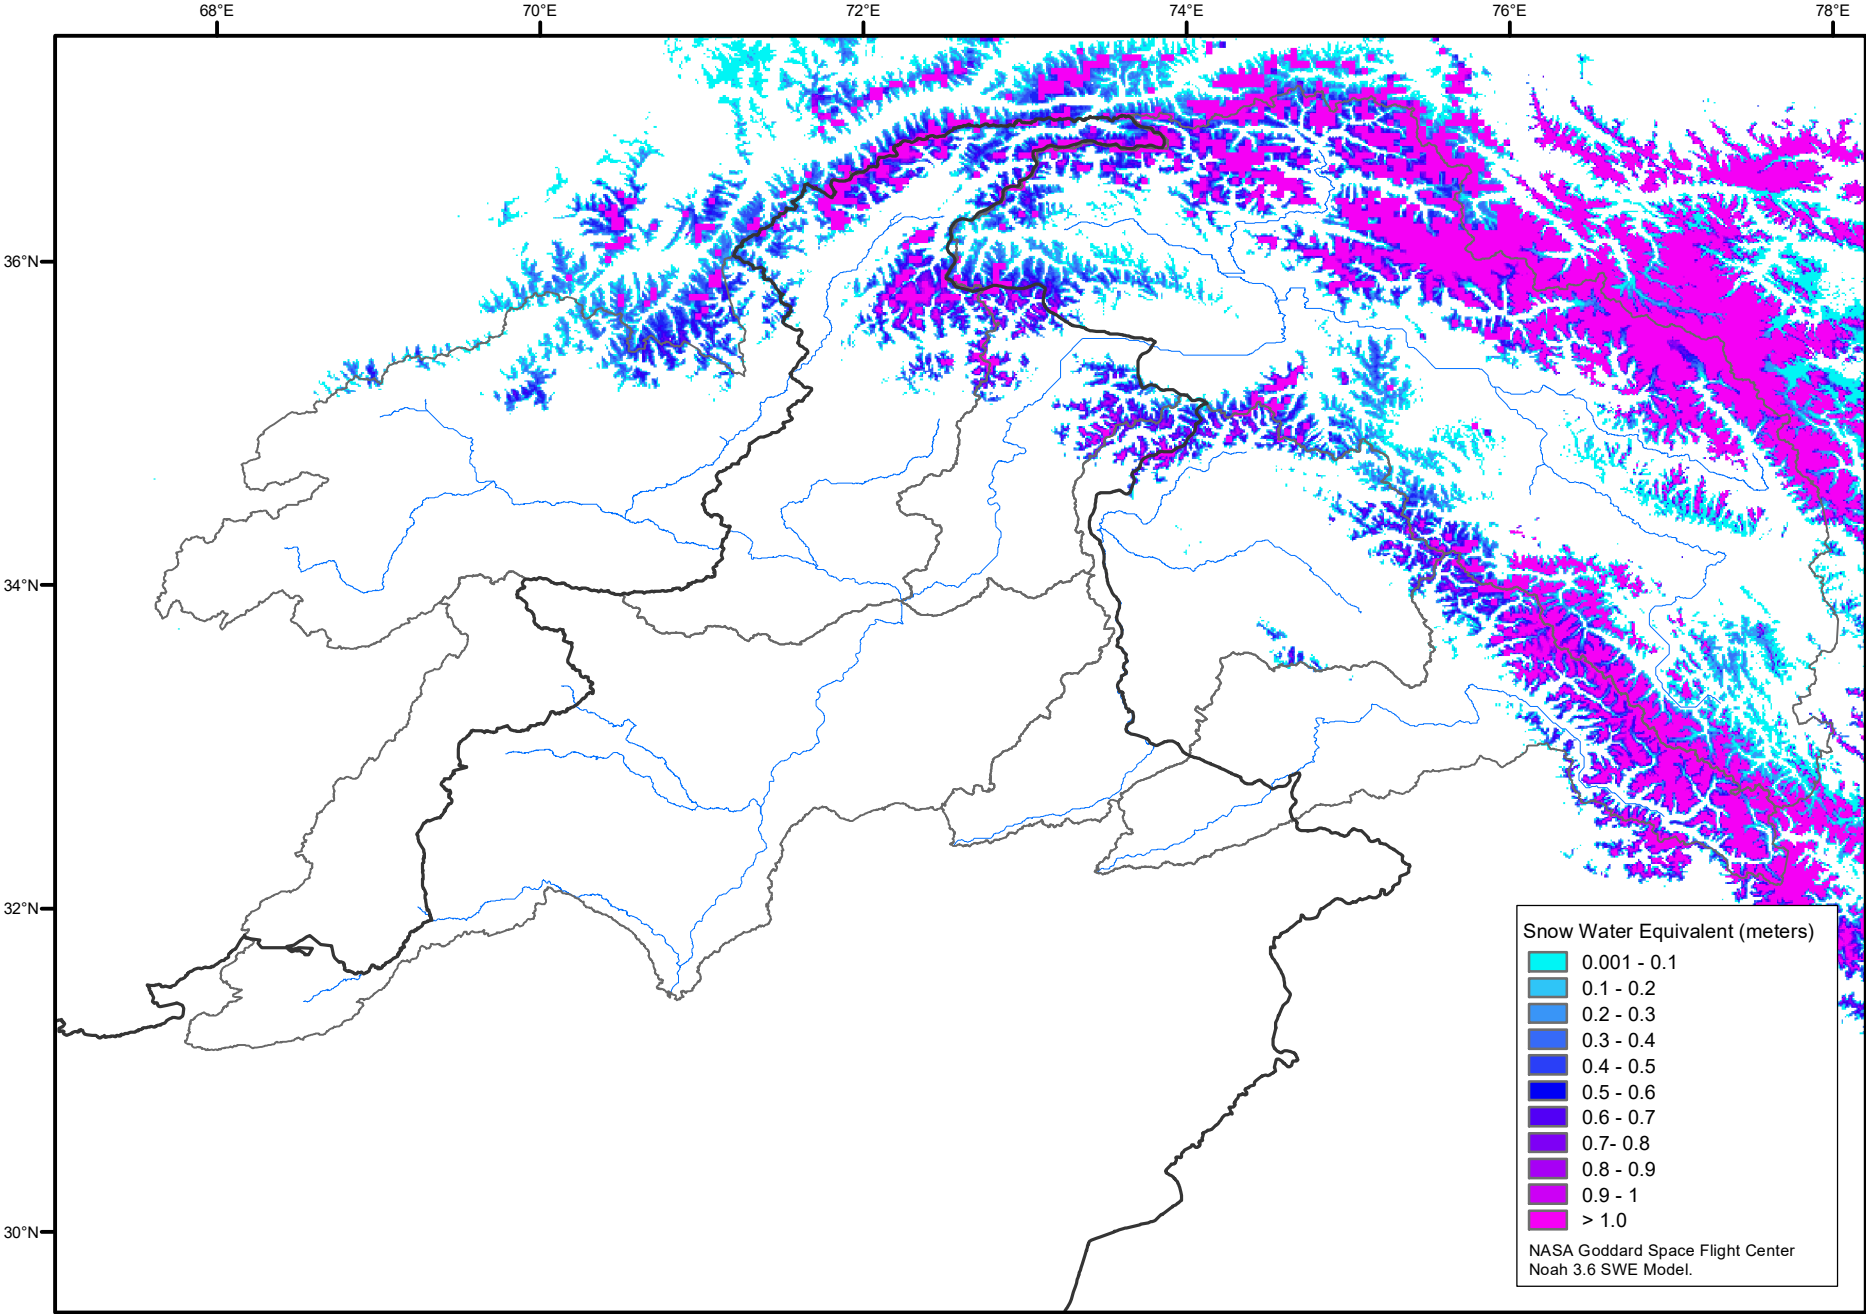 68°E 70°E 72°E 74°E 76°E 78°E
36°N
34°N
32°N
30°N
Snow Water Equivalent (meters)
0.001 - 0.1
0.1 - 0.2
0.2 - 0.3
0.3 - 0.4
0.4 - 0.5
0.5 - 0.6
0.6 - 0.7
0.7- 0.8
0.8 - 0.9
0.9 - 1
> 1.0
NASA Goddard Space Flight Center
Noah 3.6 SWE Model.